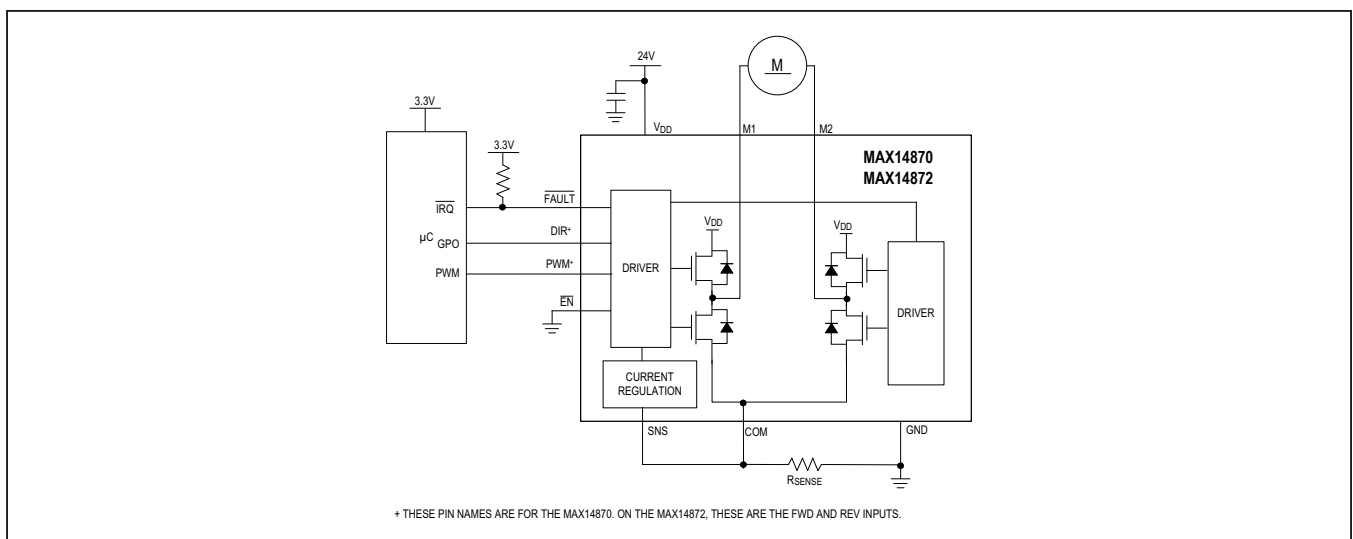 24V
M
3.3V
VDD
M1
M2
MAX14870
MAX14872
3.3V
FAULT
IRQ
DIR+
µC GPO
PWM+
PWM
EN
DRIVER
VDD
VDD
DRIVER
CURRENT
REGULATION
SNS
COM
GND
RSENSE
+ THESE PIN NAMES ARE FOR THE MAX14870. ON THE MAX14872, THESE ARE THE FWD AND REV INPUTS.